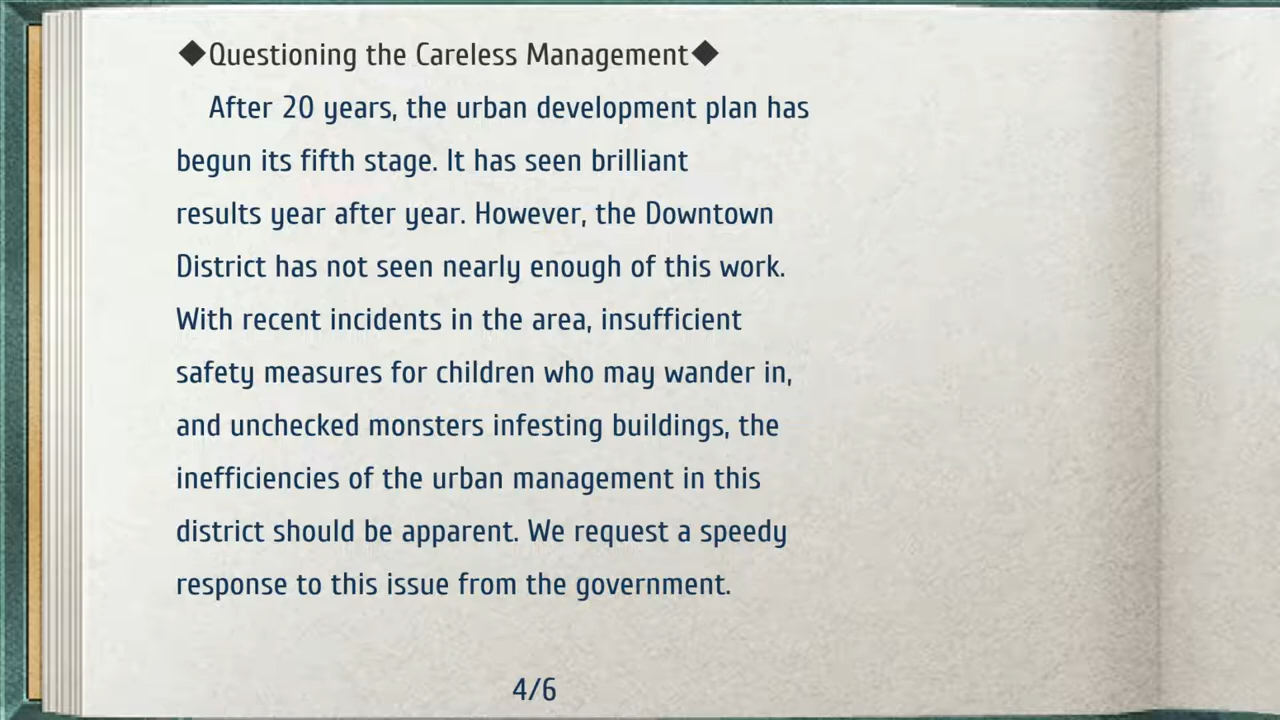 ◆Questioning the Careless Management◆
After 20 years, the urban development plan has
begun its fifth stage. It has seen brilliant
results year after year. However, the Downtown
District has not seen nearly enough of this work.
With recent incidents in the area, insufficient
safety measures for children who may wander in,
and unchecked monsters infesting buildings, the
inefficiencies of the urban management in this
district should be apparent. We request a speedy
response to this issue from the government.
4/6